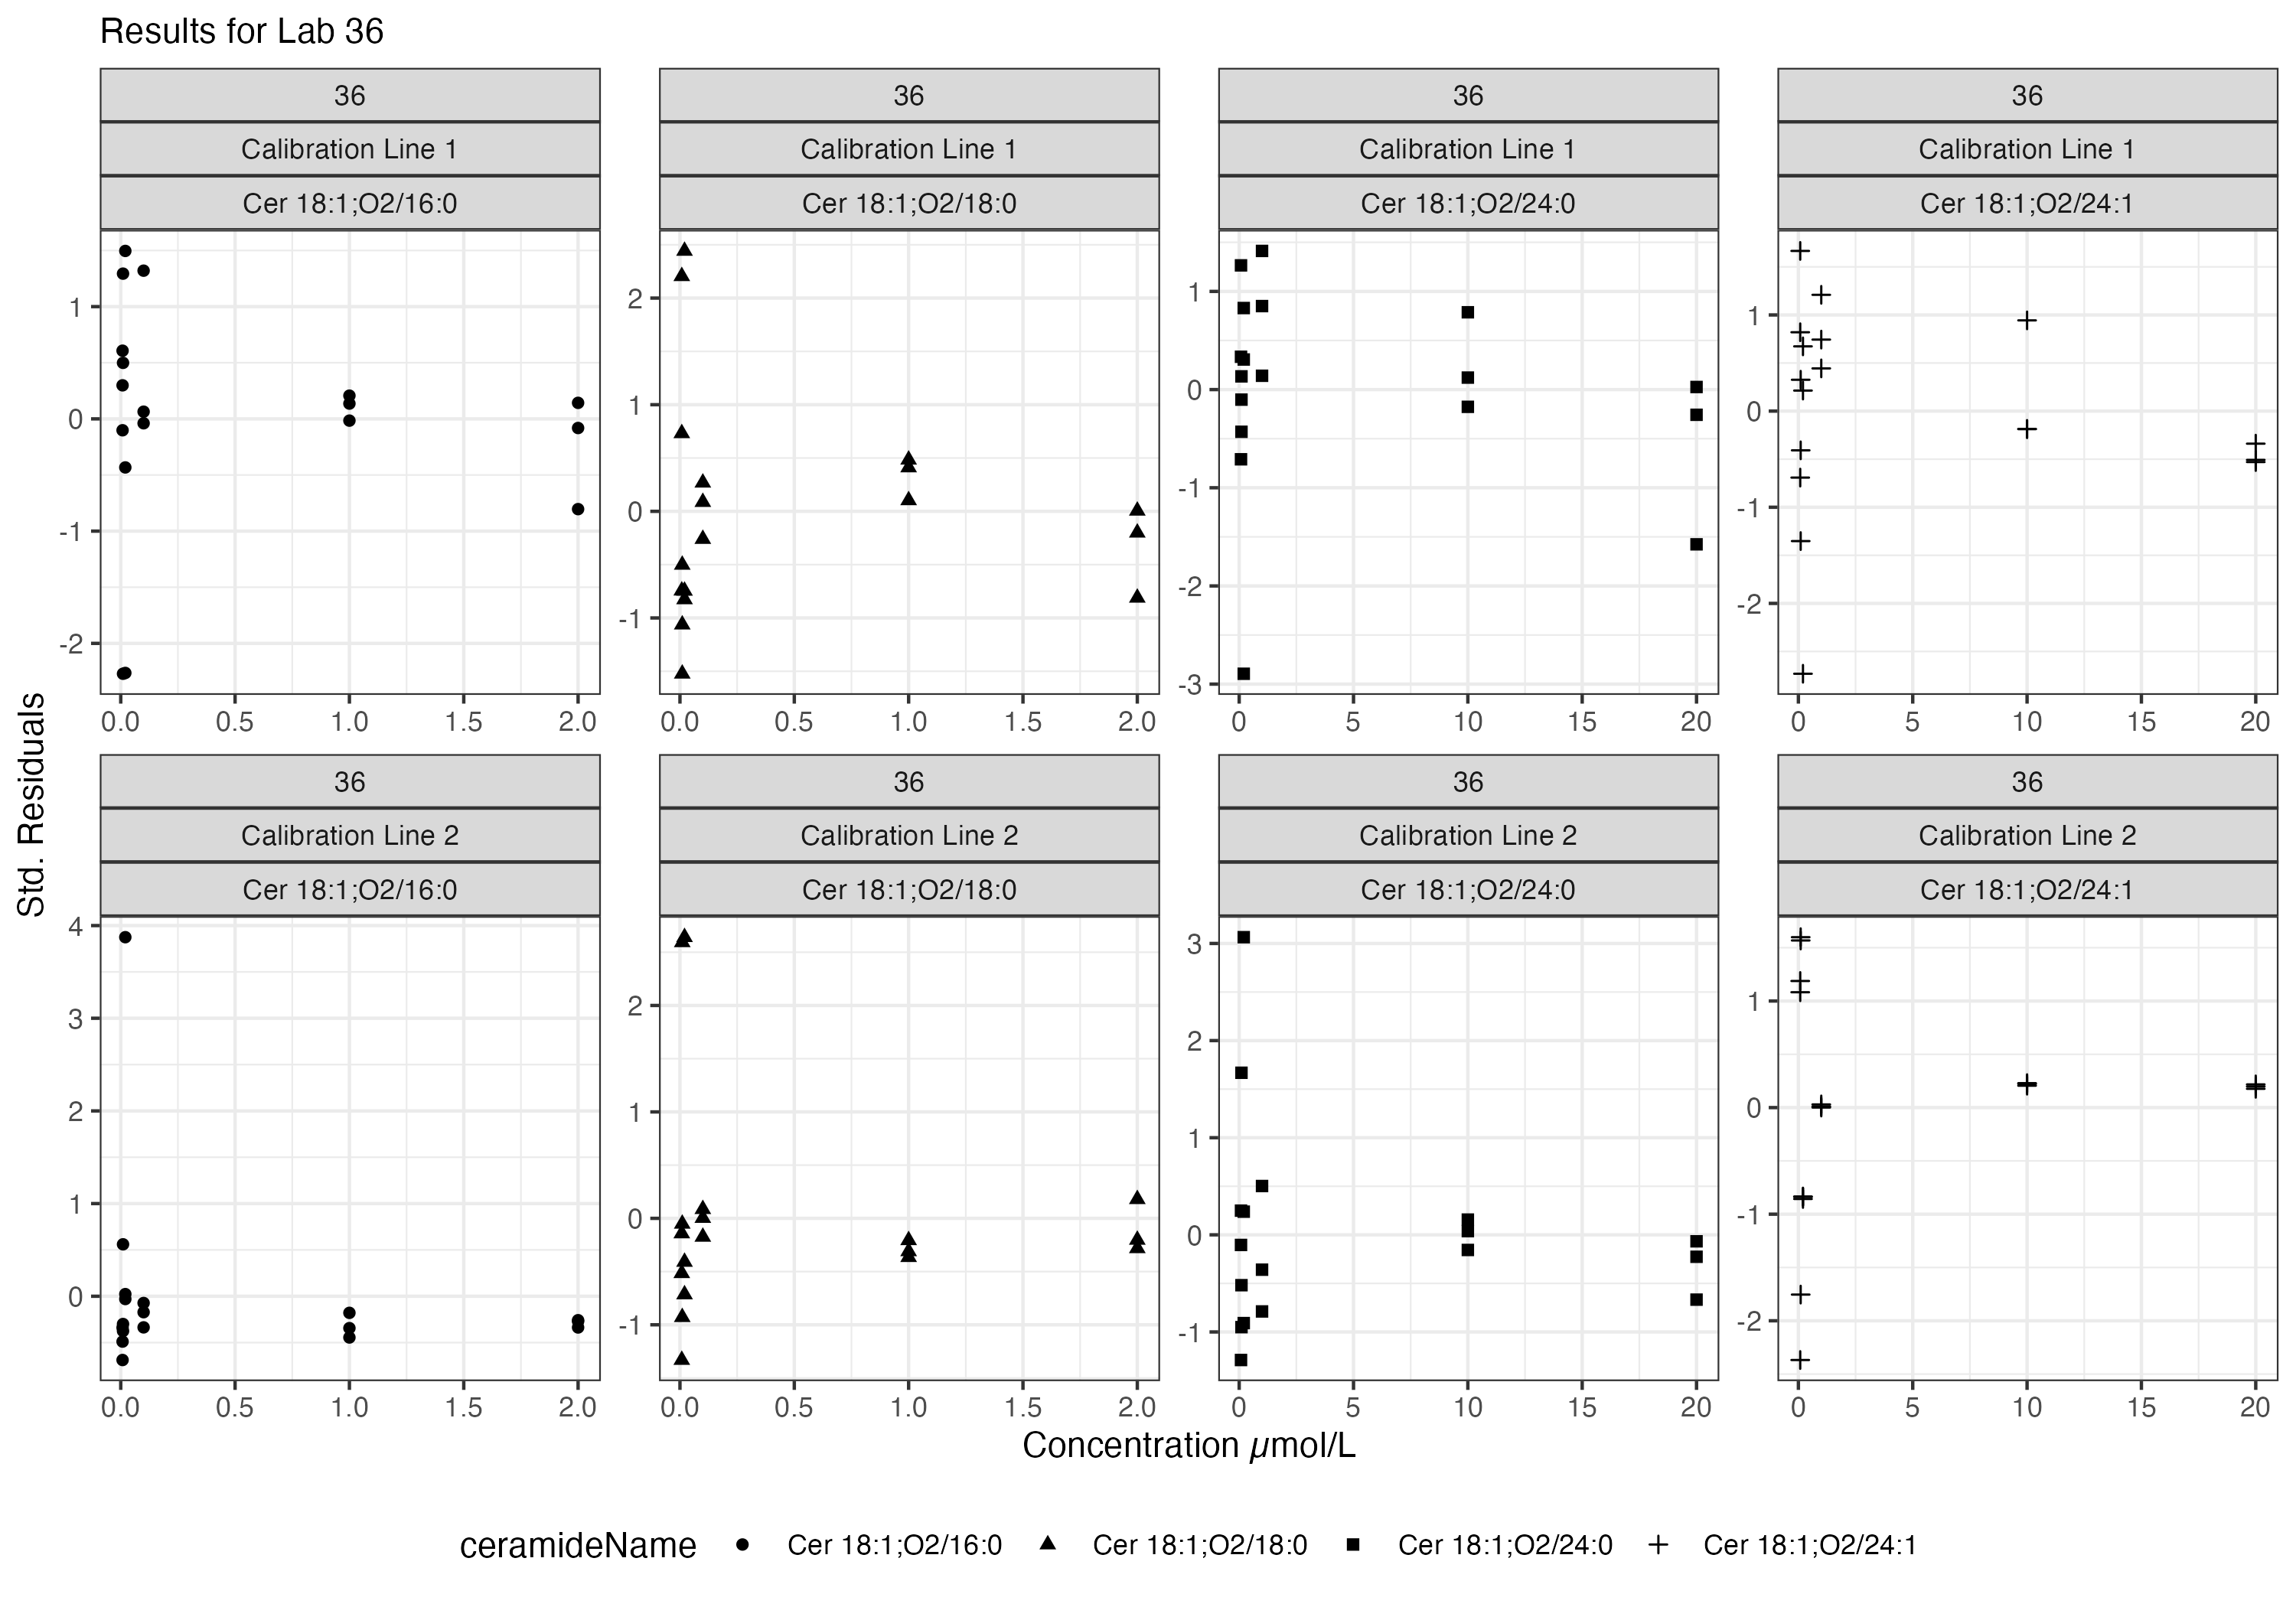 Results for Lab 36
36 36 36 36
Calibration Line 1 Calibration Line 1 Calibration Line 1 Calibration Line 1
Cer 18:1;O2/16:0 Cer 18:1;O2/18:0 Cer 18:1;O2/24:0 Cer 18:1;O2/24:1
1
0
-1
-2
2
1
0
-1
1
0
-1
-2
-3
1
0
-1
-2
0.0 0.5 1.0 1.5 2.0 0.0 0.5 1.0 1.5 2.0 0 5 10 15 20 0 5 10 15 20
Std. Residuals
36 36 36 36
Calibration Line 2 Calibration Line 2 Calibration Line 2 Calibration Line 2
Cer 18:1;O2/16:0 Cer 18:1;O2/18:0 Cer 18:1;O2/24:0 Cer 18:1;O2/24:1
4
3
2
1
0
2
1
0
-1
3
2
1
0
-1
1
0
-1
-2
0.0 0.5 1.0 1.5 2.0 0.0 0.5 1.0 1.5 2.0 0 5 10 15 20 0 5 10 15 20
Concentration µmol/L
ceramideName Cer 18:1;O2/16:0 Cer 18:1;O2/18:0 Cer 18:1;O2/24:0 Cer 18:1;O2/24:1